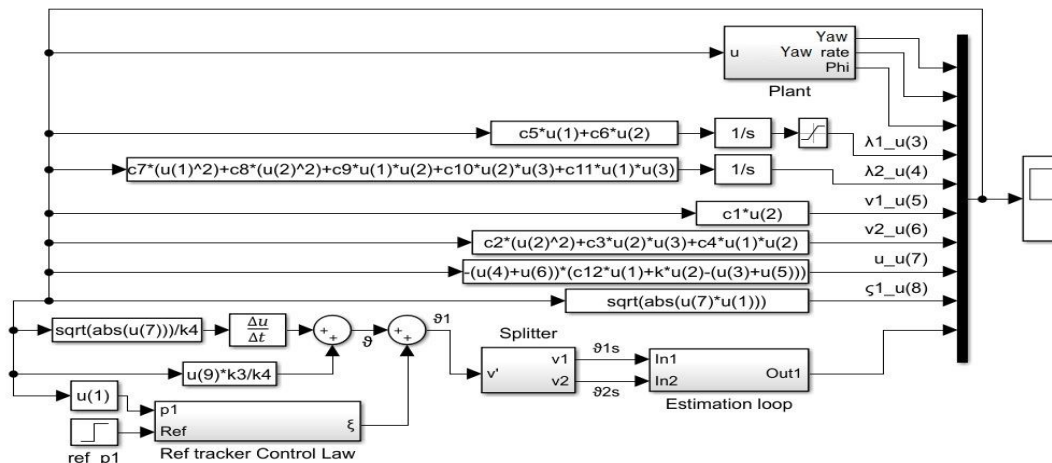 Yaw
u
Yaw rate
Phi
Plant
c5*u(1)+c6*u(2)
1/s
λ1_u(3)
c7*(u(1)^2)+c8*(u(2)^2)+c9*u(1)*u(2)+c10*u(2)*u(3)+c11*u(1)*u(3)
1/s
λ2_u(4)
c1*u(2)
v1_u(5)
c2*(u(2)^2)+c3*u(2)*u(3)+c4*u(1)*u(2)
v2_u(6)
-(u(4)+u(6))*(c12*u(1)+k*u(2)-(u(3)+u(5)))
u_u(7)
sqrt(abs(u(7)*u(1)))
ς1_u(8)
sqrt(abs(u(7)))/k4
Δu
Δt
+
+
ϑ
+
+
ϑ1
Splitter
v'
v1
v2
ϑ1s
ϑ2s
In1
In2
Out1
Estimation loop
u(9)*k3/k4
u(1)
p1
Ref
ξ
ref_p1
Ref tracker Control Law